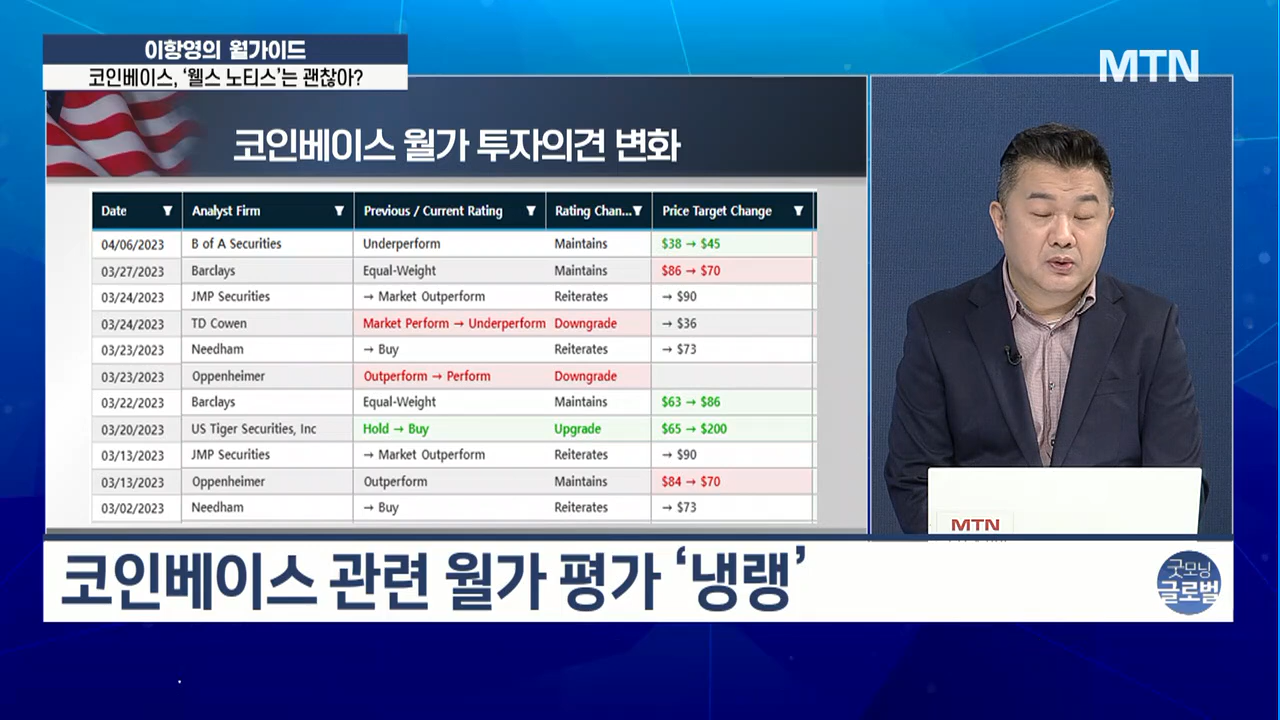 이항영의 월가이드
코인베이스, ‘웰스 노티스’는 괜찮아?
MTN
코인베이스 월가 투자의견 변화
Date Analyst Firm Previous / Current Rating Rating Chan... Price Target Change
04/06/2023 B of A Securities Underperform Maintains $38 → $45
03/27/2023 Barclays Equal-Weight Maintains $86 → $70
03/24/2023 JMP Securities → Market Outperform Reiterates → $90
03/24/2023 TD Cowen Market Perform → Underperform Downgrade → $36
03/23/2023 Needham → Buy Reiterates → $73
03/23/2023 Oppenheimer Outperform → Perform Downgrade
03/22/2023 Barclays Equal-Weight Maintains $63 → $86
03/20/2023 US Tiger Securities, Inc Hold → Buy Upgrade $65 → $200
03/13/2023 JMP Securities → Market Outperform Reiterates → $90
03/13/2023 Oppenheimer Outperform Maintains $84 → $70
03/02/2023 Needham → Buy Reiterates → $73
MTN
코인베이스 관련 월가 평가 ‘냉랭’
굿모닝
글로벌